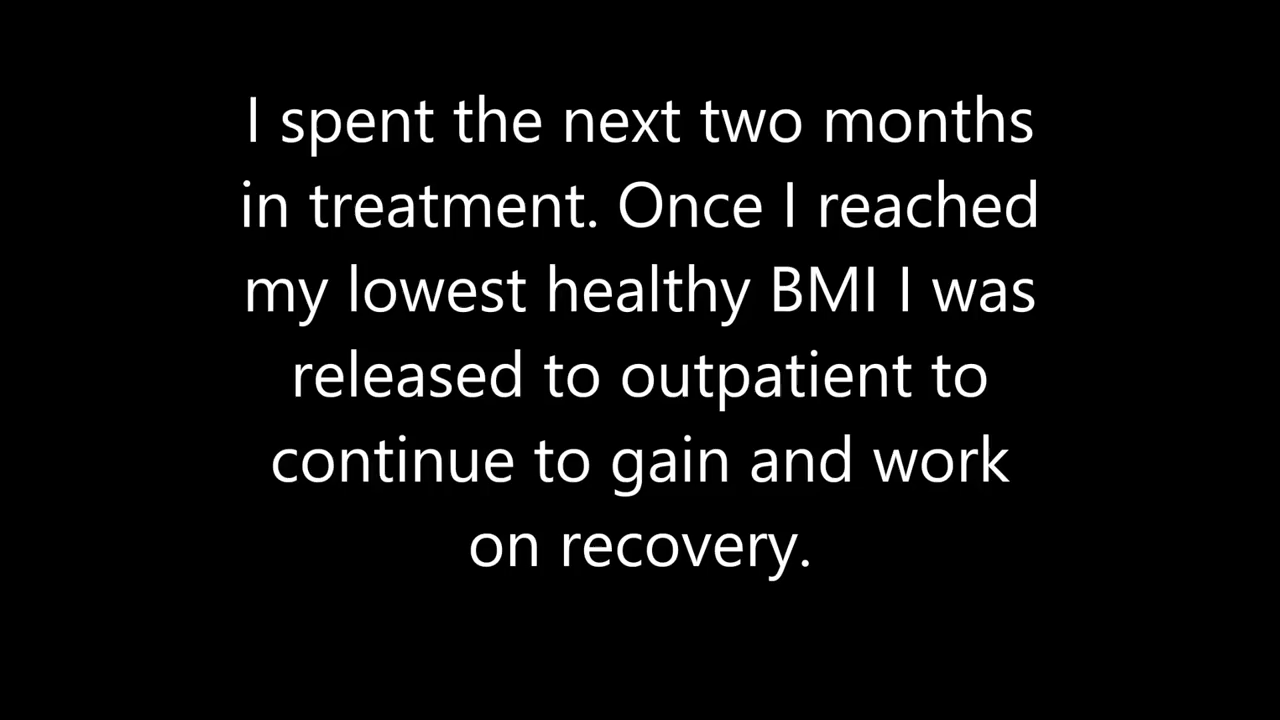 I spent the next two months
in treatment. Once I reached
my lowest healthy BMI I was
released to outpatient to
continue to gain and work
on recovery.